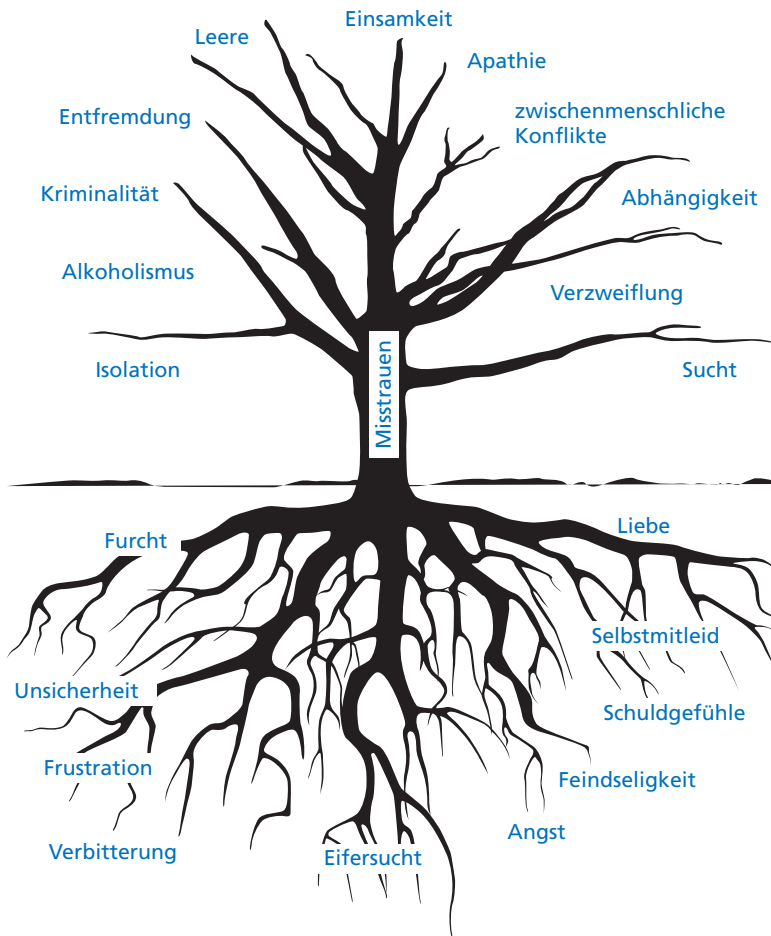 Einsamkeit
Leere
Apathie
zwischenmenschliche
Konflikte
Entfremdung
Kriminalität
Abhängigkeit
Alkoholismus
Verzweiflung
Isolation
Sucht
Misstrauen
Liebe
Furcht
Selbstmitleid
Unsicherheit
Schuldgefühle
Frustration
Feindseligkeit
Angst
Verbitterung
Eifersucht